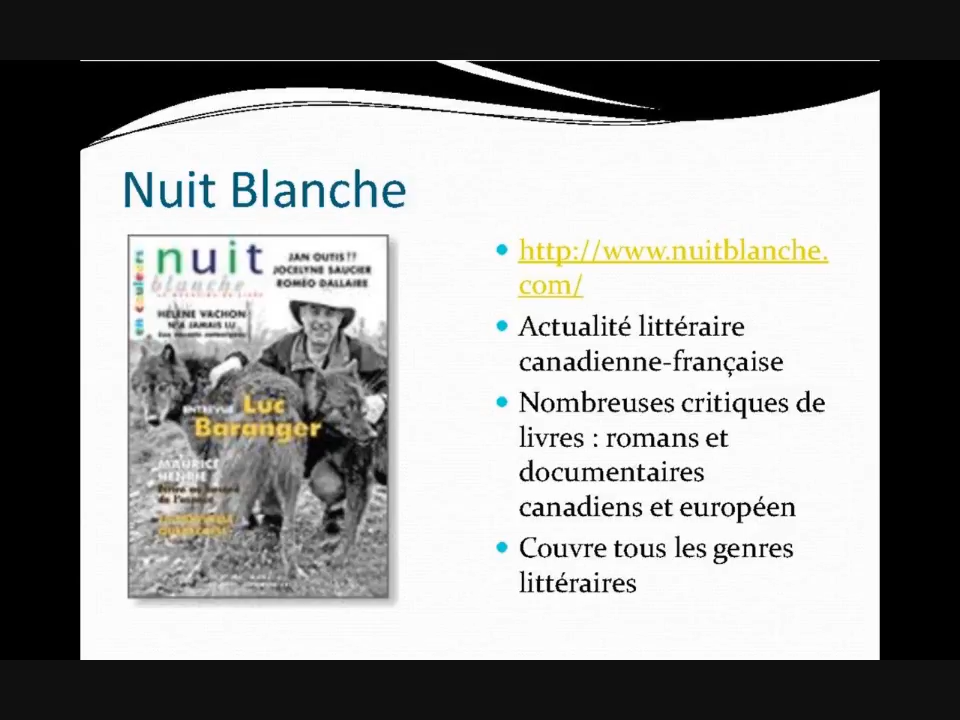 Nuit Blanche
en couleurs
nuit
blanche
JAN OUTIS??
JOCELYNE SAUCIER
ROMÉO DALLAIRE
HÉLÈNE VACHON
N'A JAMAIS LU...
ENTREVUE Luc
Baranger
MAURICE
HENRIE
http://www.nuitblanche.
com/
Actualité littéraire
canadienne-française
Nombreuses critiques de
livres : romans et
documentaires
canadiens et européen
Couvre tous les genres
littéraires